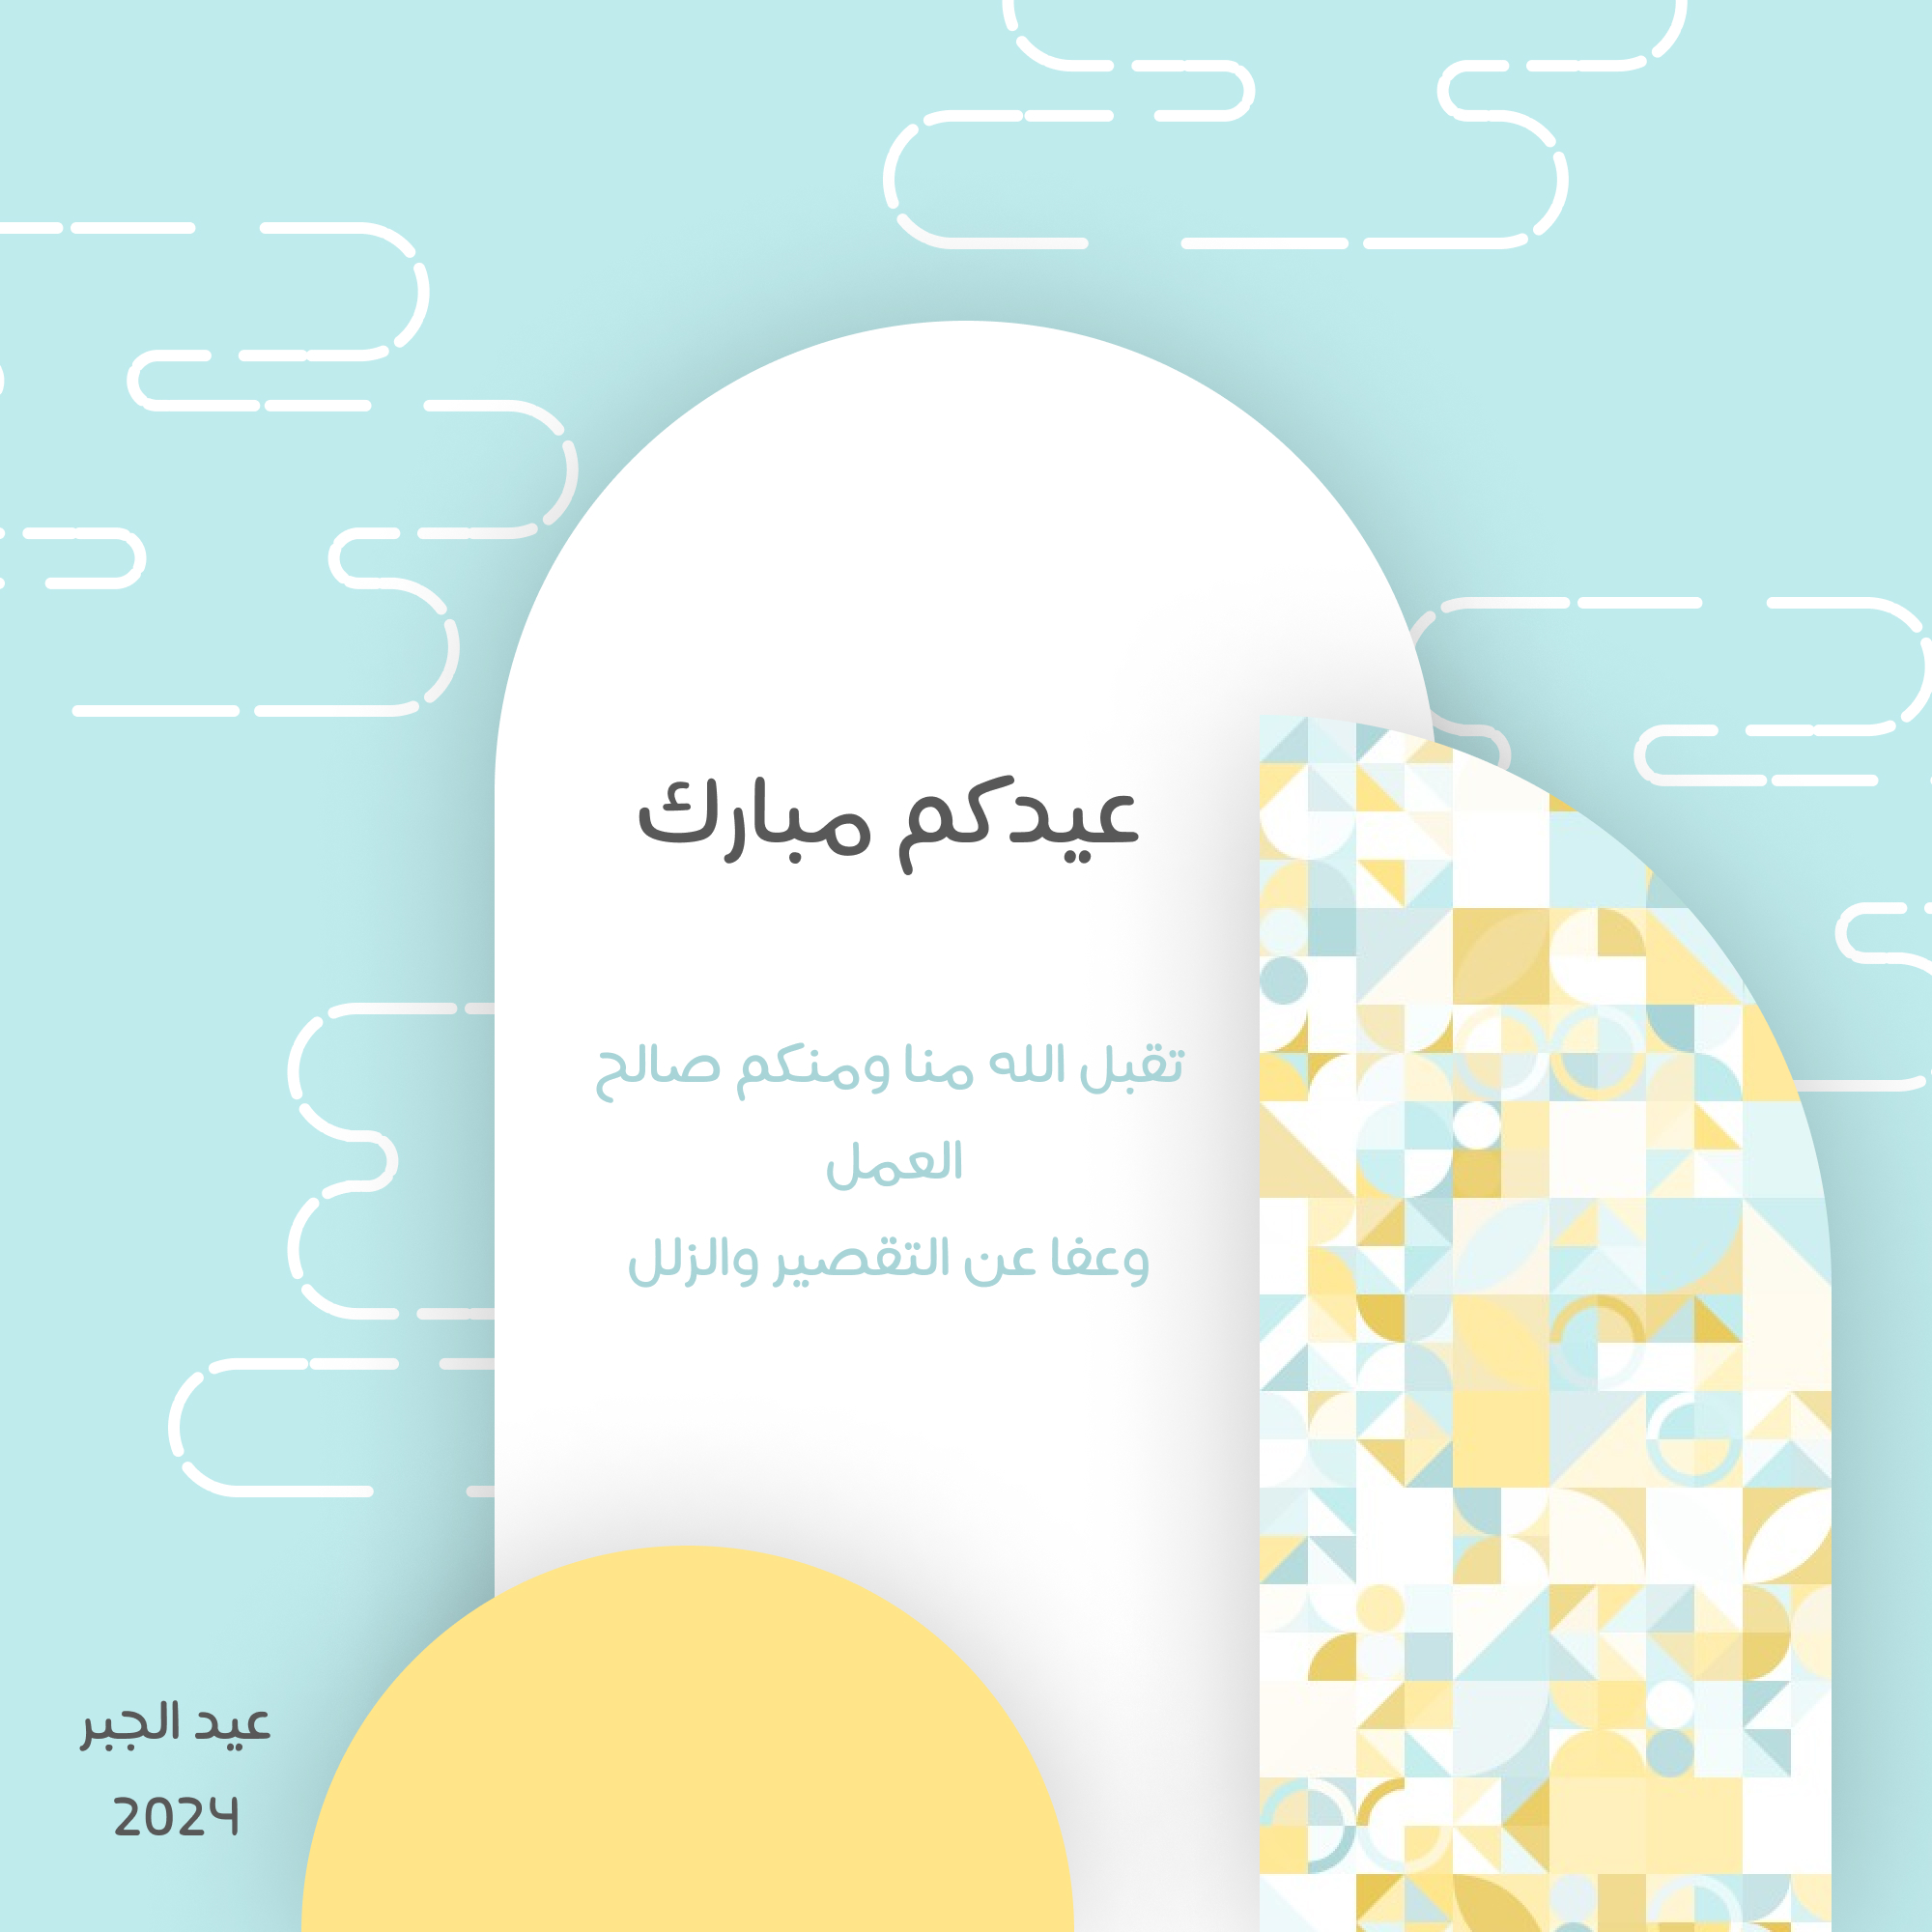 عيدكم مبارك
تقبل الله منا ومنكم صالح
العمل
وعفا عن التقصير والزلل
عيد الجبر
2024